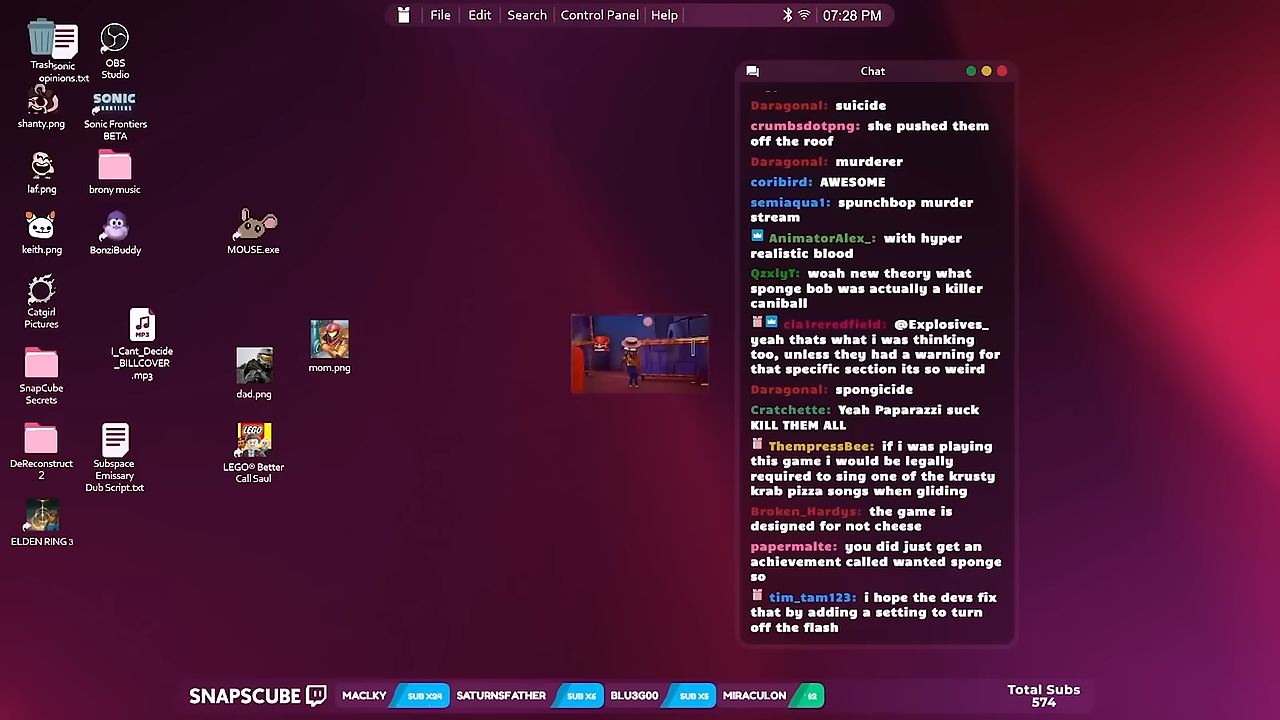 File Edit Search Control Panel Help 07:28 PM
Trash
sonic
opinions.txt
OBS
Studio
shanty.png
SONIC
FRONTIERS
Sonic Frontiers
BETA
laf.png
brony music
keith.png
BonziBuddy
MOUSE.exe
Catgirl
Pictures
MP3
I_Cant_Decide
_BILLCOVER
.mp3
mom.png
SnapCube
Secrets
dad.png
DeReconstruct
2
Subspace
Emissary
Dub Script.txt
LEGO
LEGO® Better
Call Saul
ELDEN RING 3
Chat
Daragonal: suicide
crumbsdotpng: she pushed them
off the roof
Daragonal: murderer
coribird: AWESOME
semiaqua1: spunchbop murder
stream
AnimatorAlex_: with hyper
realistic blood
QzxlyT: woah new theory what
sponge bob was actually a killer
caniball
cla1reredfield: @Explosives_
yeah thats what i was thinking
too, unless they had a warning for
that specific section its so weird
Daragonal: spongicide
Cratchette: Yeah Paparazzi suck
KILL THEM ALL
ThempressBee: if i was playing
this game i would be legally
required to sing one of the krusty
krab pizza songs when gliding
Broken_Hardys: the game is
designed for not cheese
papermalte: you did just get an
achievement called wanted sponge
so
tim_tam123: i hope the devs fix
that by adding a setting to turn
off the flash
SNAPSCUBE MACLKY SUB X24 SATURNSFATHER SUB X6 BLU3G00 SUB X5 MIRACULON $2
Total Subs
574